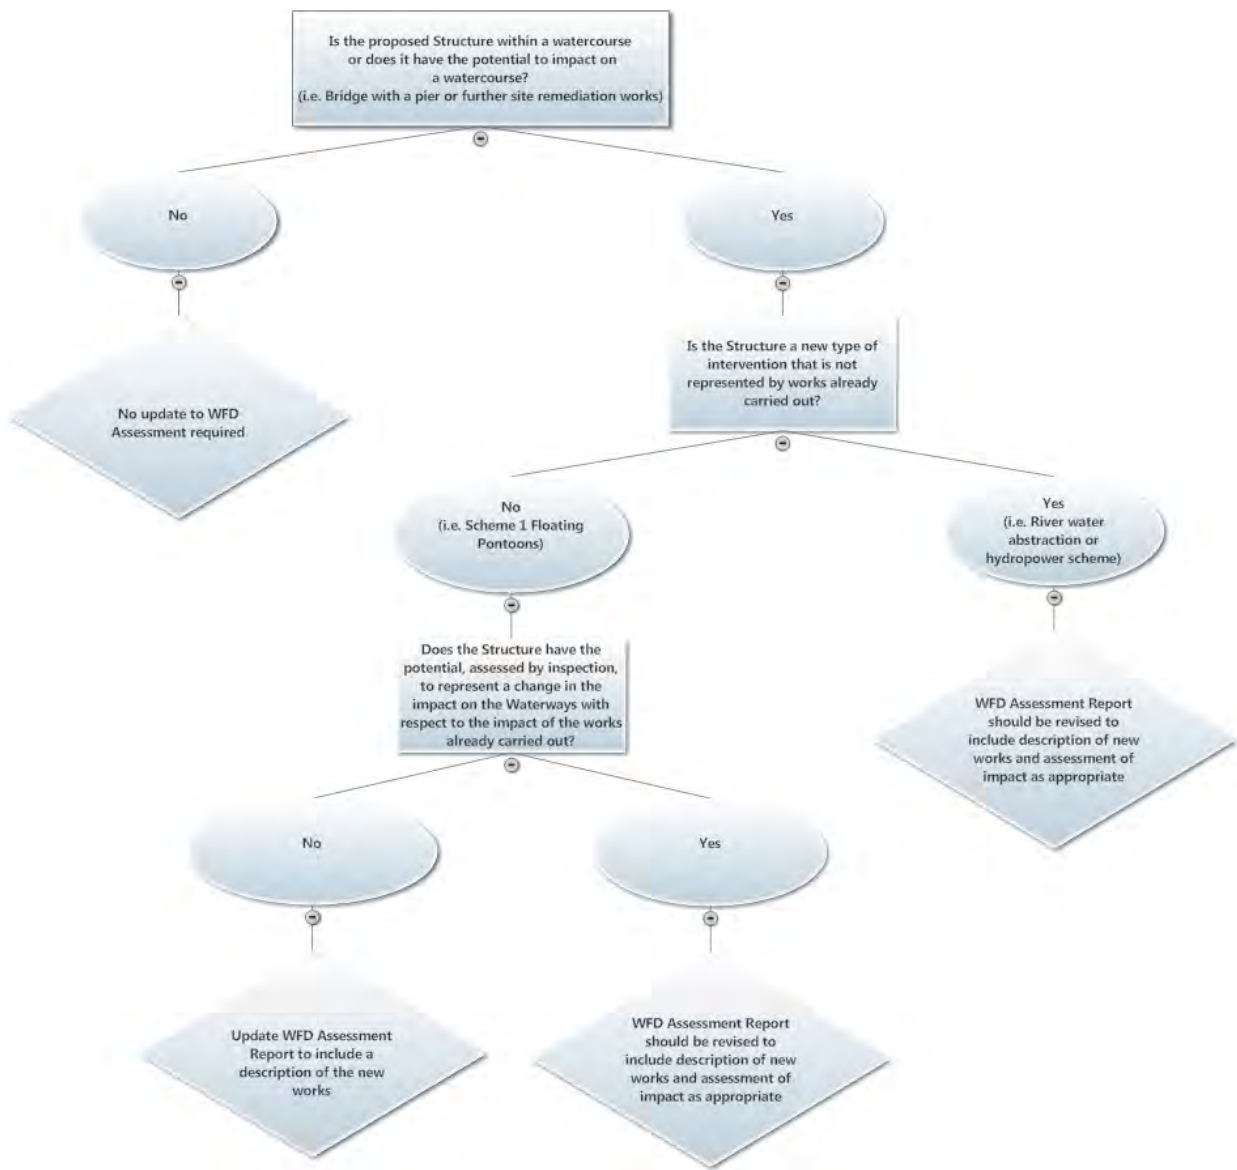 Is the proposed Structure within a watercourse
or does it have the potential to impact on
a watercourse?
(i.e. Bridge with a pier or further site remediation works)
No
Yes
No update to WFD
Assessment required
Is the Structure a new type of
intervention that is not
represented by works already
carried out?
No
(i.e. Scheme 1 Floating
Pontoons)
Yes
(i.e. River water
abstraction or
hydropower scheme)
Does the Structure have the
potential, assessed by inspection,
to represent a change in the
impact on the Waterways with
respect to the impact of the works
already carried out?
WFD Assessment Report
should be revised to
include description of new
works and assessment of
impact as appropriate
No
Yes
Update WFD Assessment
Report to include a
description of the new
works
WFD Assessment Report
should be revised to
include description of new
works and assessment of
impact as appropriate